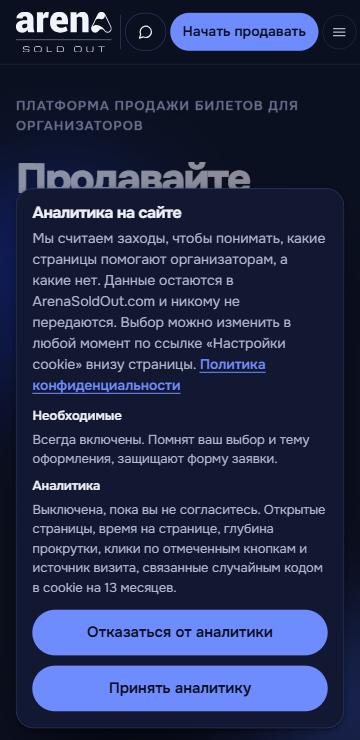 arena
SOLD OUT
Начать продавать
ПЛАТФОРМА ПРОДАЖИ БИЛЕТОВ ДЛЯ
ОРГАНИЗАТОРОВ
Продавайте
Аналитика на сайте
Мы считаем заходы, чтобы понимать, какие
страницы помогают организаторам, а
какие нет. Данные остаются в
ArenaSoldOut.com и никому не
передаются. Выбор можно изменить в
любой момент по ссылке «Настройки
cookie» внизу страницы. Политика
конфиденциальности
Необходимые
Всегда включены. Помнят ваш выбор и тему
оформления, защищают форму заявки.
Аналитика
Выключена, пока вы не согласитесь. Открытые
страницы, время на странице, глубина
прокрутки, клики по отмеченным кнопкам и
источник визита, связанные случайным кодом
в cookie на 13 месяцев.
Отказаться от аналитики
Принять аналитику